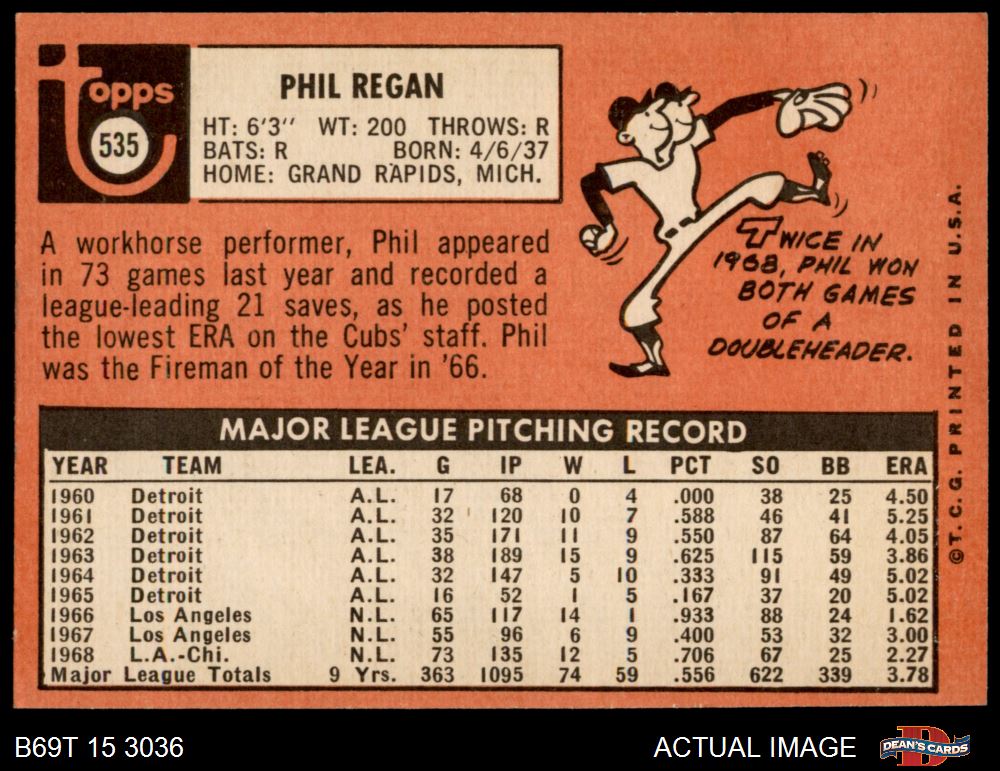 topps
535
PHIL REGAN
HT: 6'3" WT: 200 THROWS: R
BATS: R BORN: 4/6/37
HOME: GRAND RAPIDS, MICH.
A workhorse performer, Phil appeared
in 73 games last year and recorded a
league-leading 21 saves, as he posted
the lowest ERA on the Cubs' staff. Phil
was the Fireman of the Year in '66.
TWICE IN
1968, PHIL WON
BOTH GAMES
OF A
DOUBLEHEADER.
©T. C. G. PRINTED IN U.S.A.
MAJOR LEAGUE PITCHING RECORD
YEAR TEAM LEA. G IP W L PCT SO BB ERA
1960 Detroit A.L. 17 68 0 4 .000 38 25 4.50
1961 Detroit A.L. 32 120 10 7 .588 46 41 5.25
1962 Detroit A.L. 35 171 11 9 .550 87 64 4.05
1963 Detroit A.L. 38 189 15 9 .625 115 59 3.86
1964 Detroit A.L. 32 147 5 10 .333 91 49 5.02
1965 Detroit A.L. 16 52 1 5 .167 37 20 5.02
1966 Los Angeles N.L. 65 117 14 1 .933 88 24 1.62
1967 Los Angeles N.L. 55 96 6 9 .400 53 32 3.00
1968 L.A.-Chi. N.L. 73 135 12 5 .706 67 25 2.27
Major League Totals 9 Yrs. 363 1095 74 59 .556 622 339 3.78
B69T 15 3036
ACTUAL IMAGE
DEAN'S CARDS